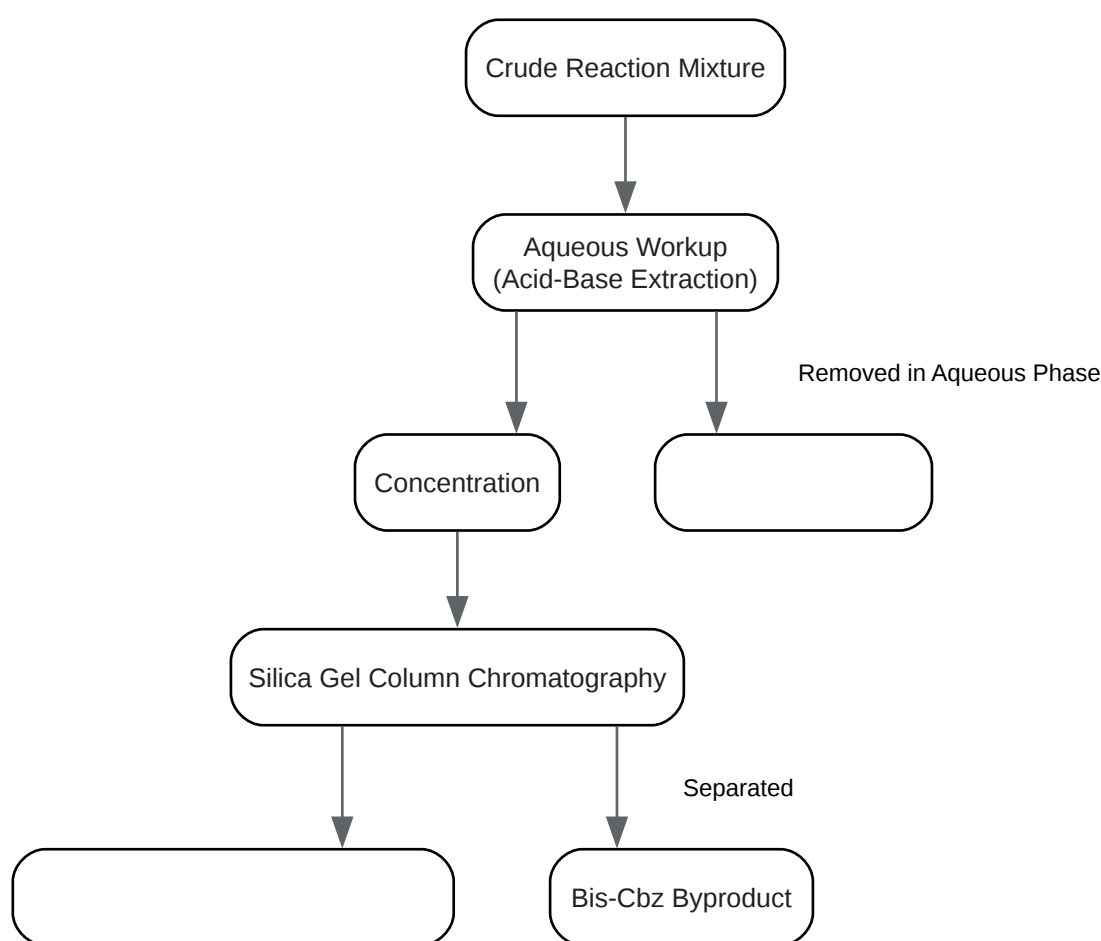 Crude Reaction Mixture
Aqueous Workup
(Acid-Base Extraction)
Removed in Aqueous Phase
Concentration
Silica Gel Column Chromatography
Separated
Bis-Cbz Byproduct